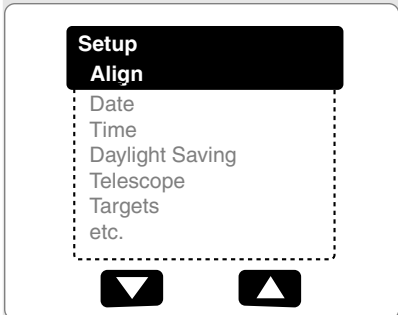 Setup
Align
Date
Time
Daylight Saving
Telescope
Targets
etc.